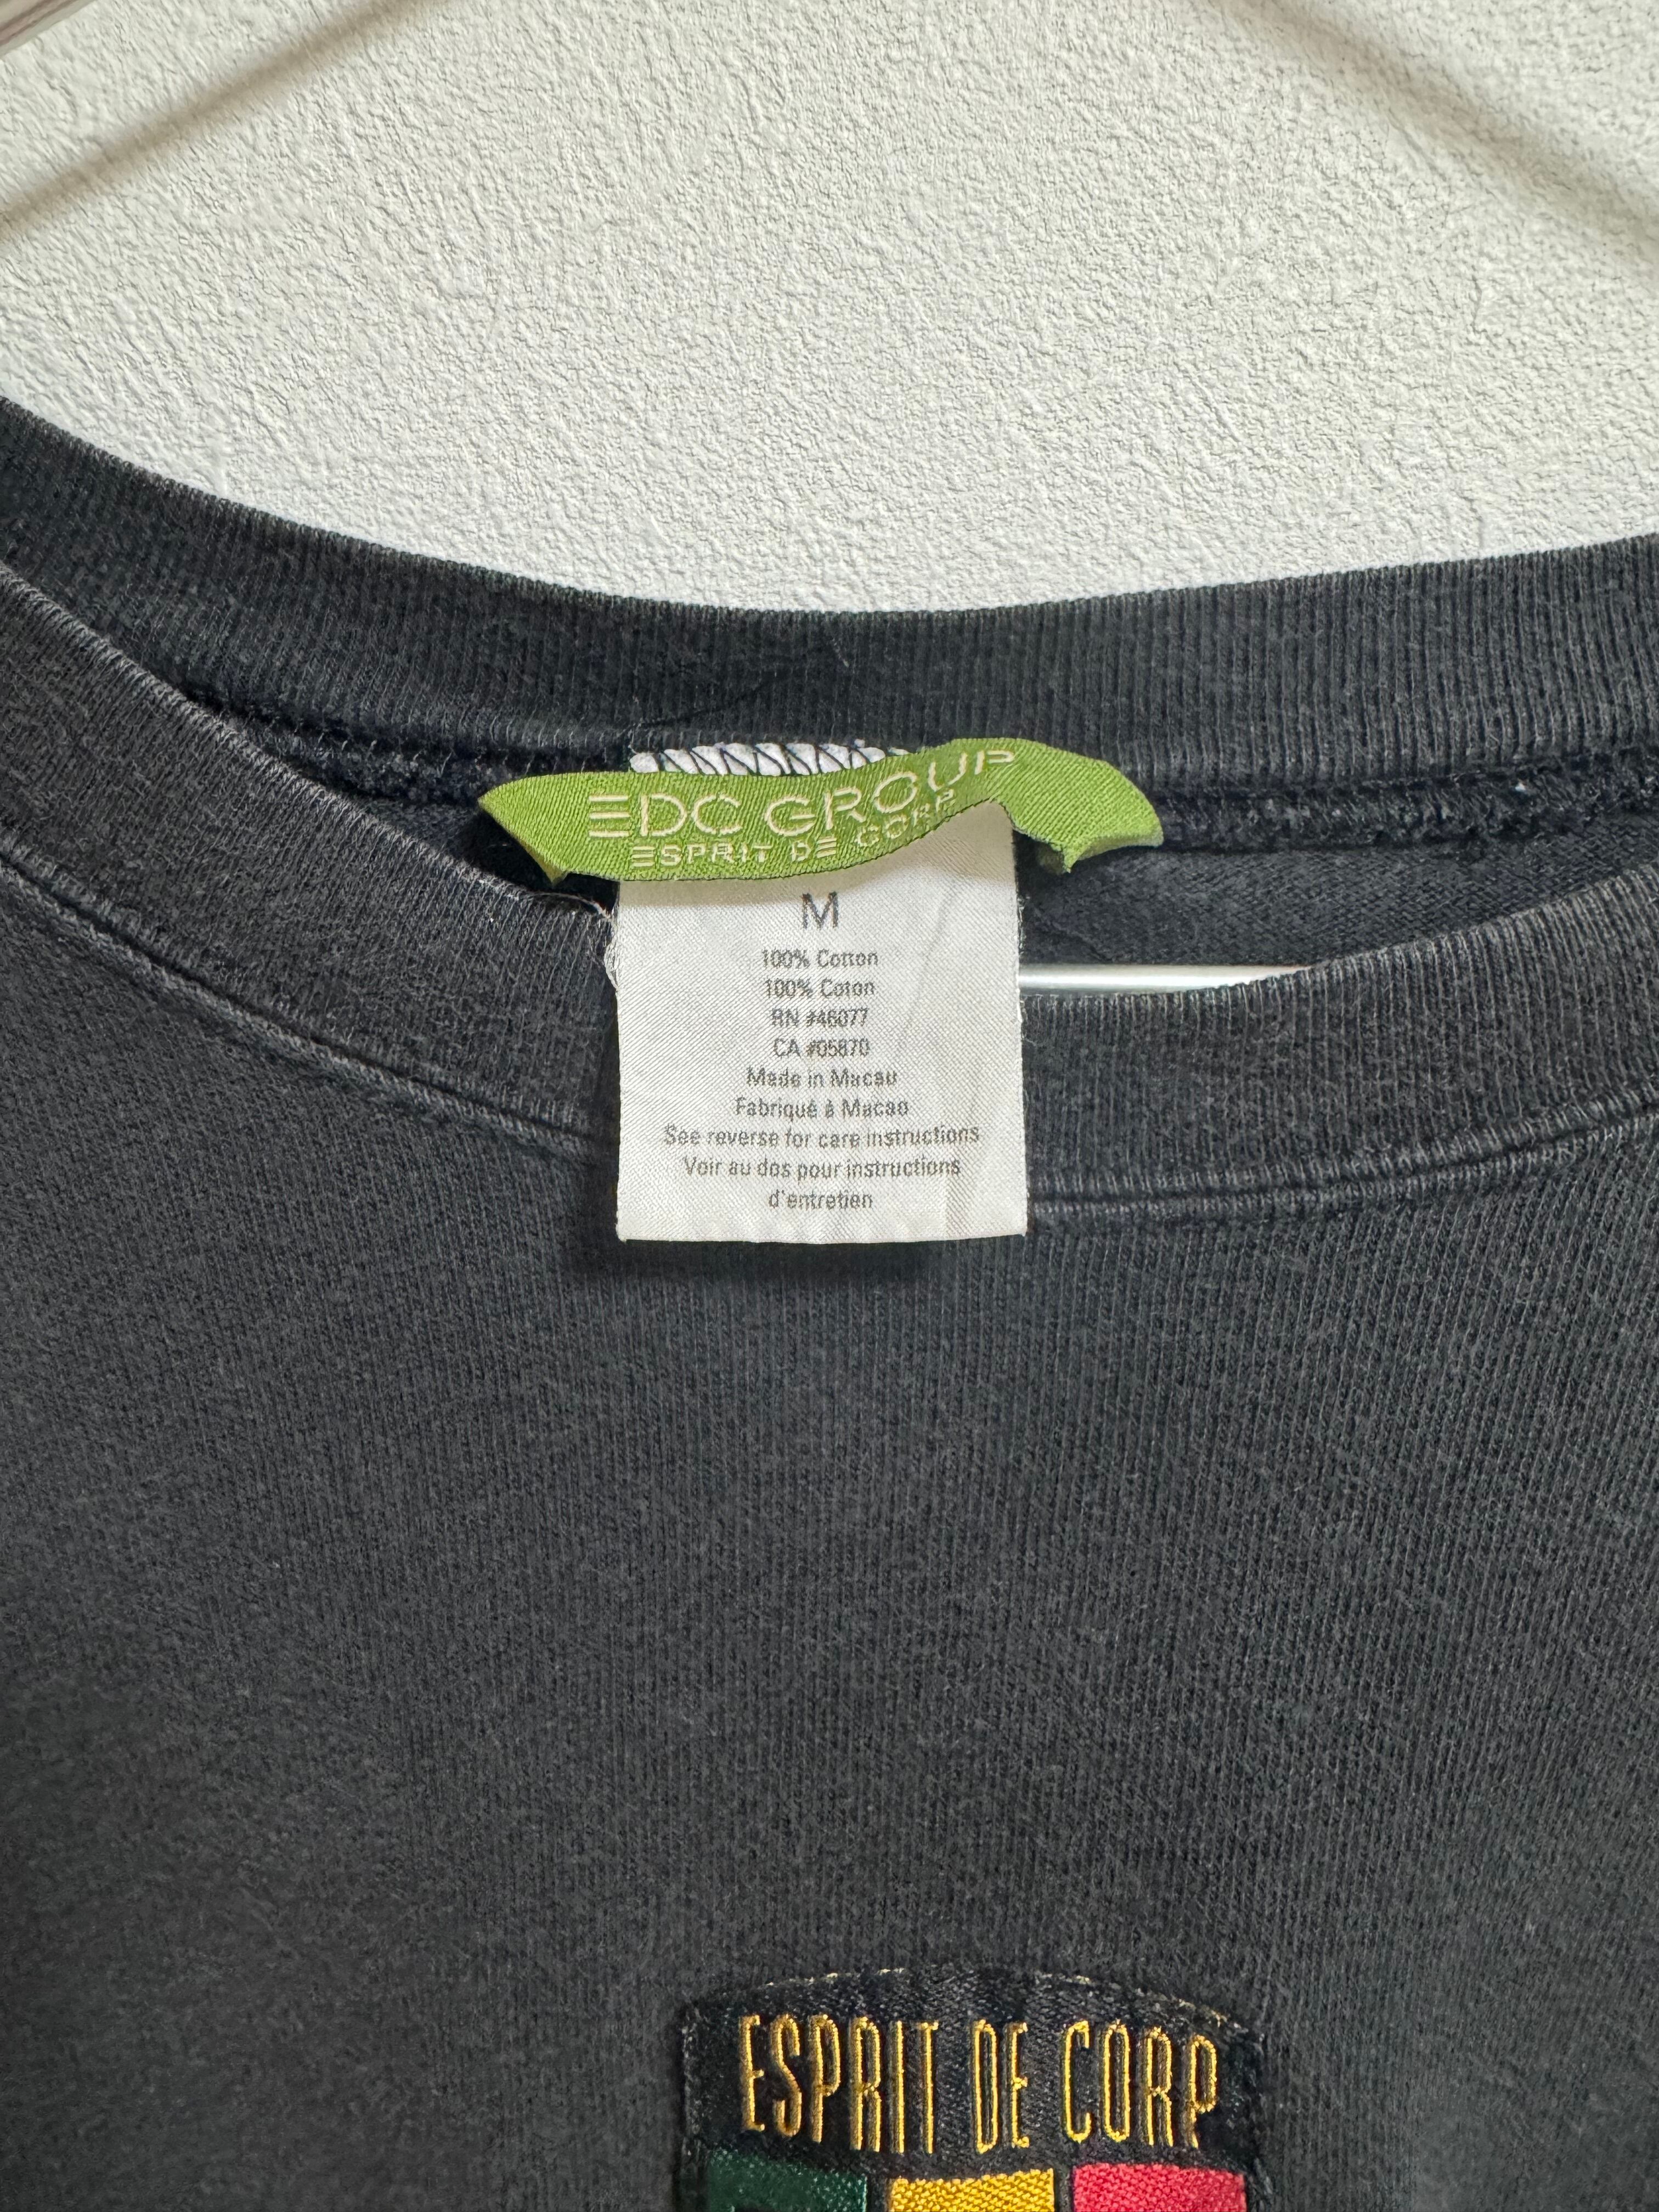 EDC GROUP
ESPRIT DE CORP
M
100% Cotton
100% Coton
RN #46077
CA #05870
Made in Macau
Fabriqué à Macao
See reverse for care instructions
Voir au dos pour instructions
d'entretien
ESPRIT DE CORP